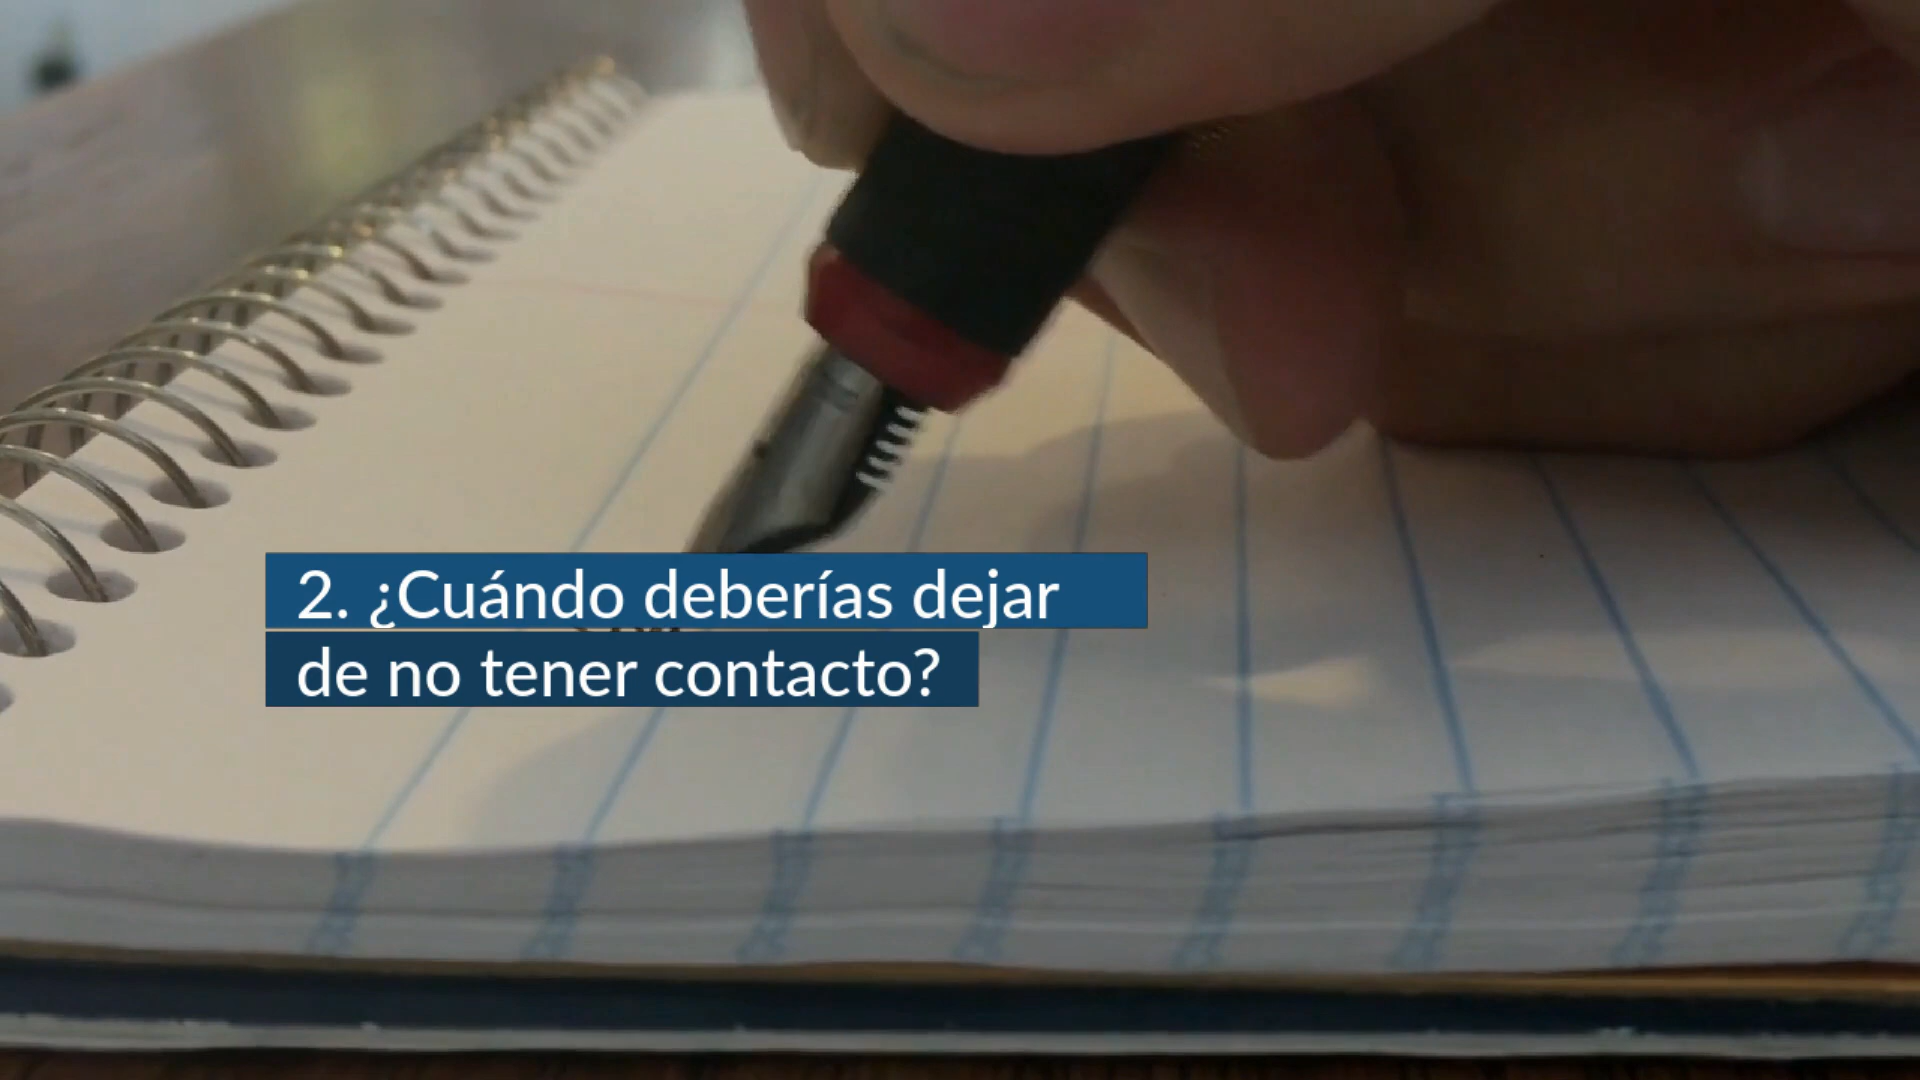 2. ¿Cuándo deberías dejar
de no tener contacto?